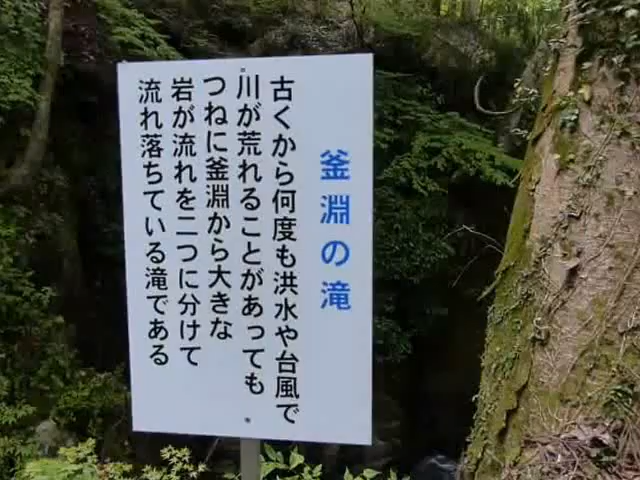 釜淵の滝
古くから何度も洪水や台風で
川が荒れることがあっても
つねに釜淵から大きな
岩が流れを二つに分けて
流れ落ちている滝である